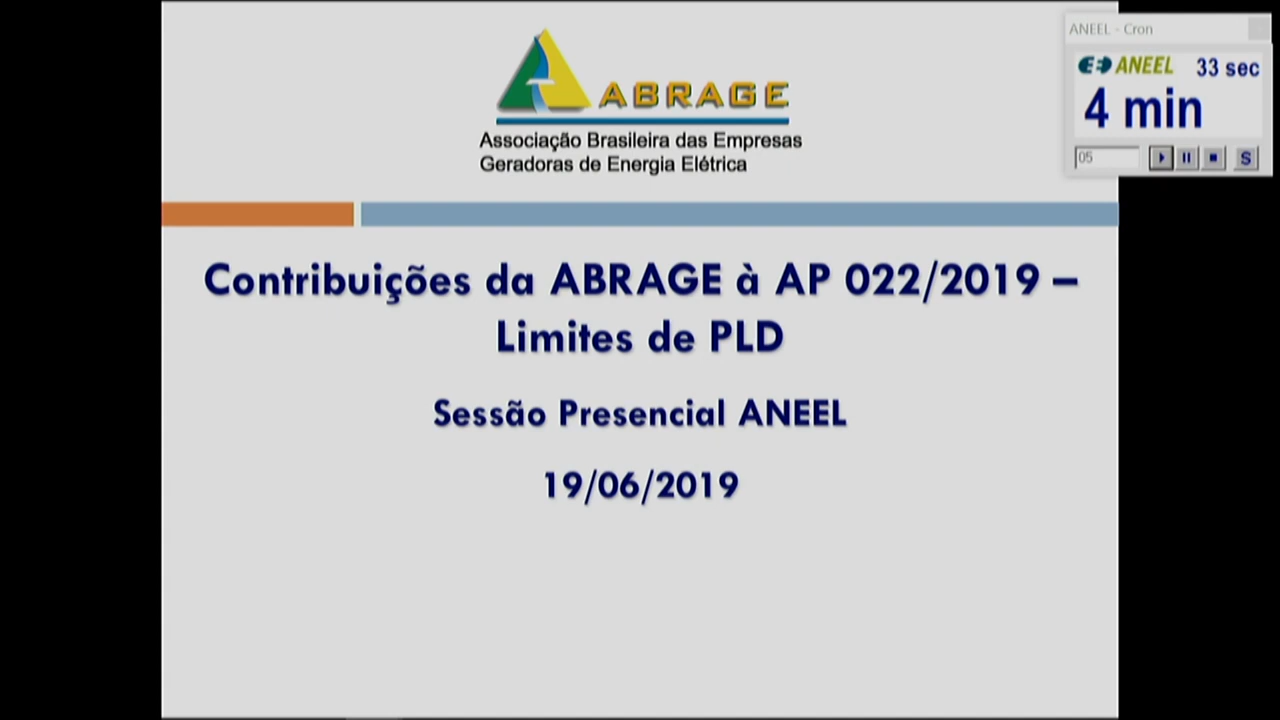 ABRAGE
Associação Brasileira das Empresas
Geradoras de Energia Elétrica
ANEEL - Cron
ANEEL 33 sec
4 min
05
S
Contribuições da ABRAGE à AP 022/2019 –
Limites de PLD
Sessão Presencial ANEEL
19/06/2019